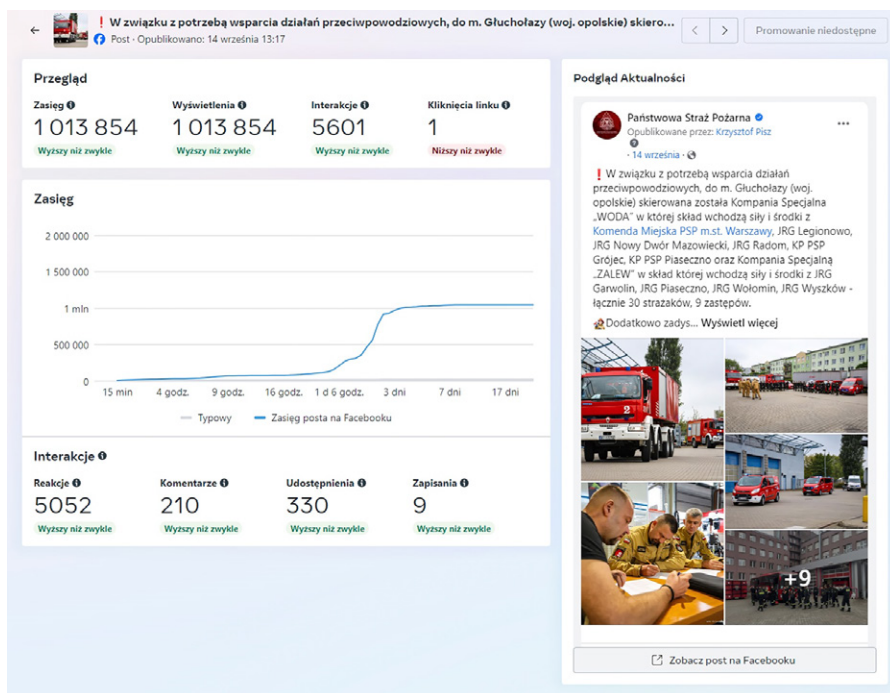 ❗ W związku z potrzebą wsparcia działań przeciwpowodziowych, do m. Głuchołazy (woj. opolskie) skiero...
Post · Opublikowano: 14 września 13:17
Promowanie niedostępne
Przegląd
Zasięg Wyświetlenia Interakcje Kliknięcia linku
1 013 854 1 013 854 5601 1
Wyższy niż zwykle Wyższy niż zwykle Wyższy niż zwykle Niższy niż zwykle
Zasięg
2 000 000
1 500 000
1 mln
500 000
0
15 min 4 godz. 9 godz. 16 godz. 1 d 6 godz. 3 dni 7 dni 17 dni
Typowy Zasięg posta na Facebooku
Interakcje
Reakcje Komentarze Udostępnienia Zapisania
5052 210 330 9
Wyższy niż zwykle Wyższy niż zwykle Wyższy niż zwykle Wyższy niż zwykle
Podgląd Aktualności
Państwowa Straż Pożarna
Opublikowane przez: Krzysztof Pisz
· 14 września ·
❗ W związku z potrzebą wsparcia działań
przeciwpowodziowych, do m. Głuchołazy (woj.
opolskie) skierowana została Kompania Specjalna
„WODA” w której skład wchodzą siły i środki z
Komenda Miejska PSP m.st. Warszawy, JRG Legionowo,
JRG Nowy Dwór Mazowiecki, JRG Radom, KP PSP
Grójec, KP PSP Piaseczno oraz Kompania Specjalną
„ZALEW” w skład której wchodzą siły i środki z JRG
Garwolin, JRG Piaseczno, JRG Wołomin, JRG Wyszków -
łącznie 30 strażaków, 9 zastępów.
Dodatkowo zadys... Wyświetl więcej
2
+9
Zobacz post na Facebooku